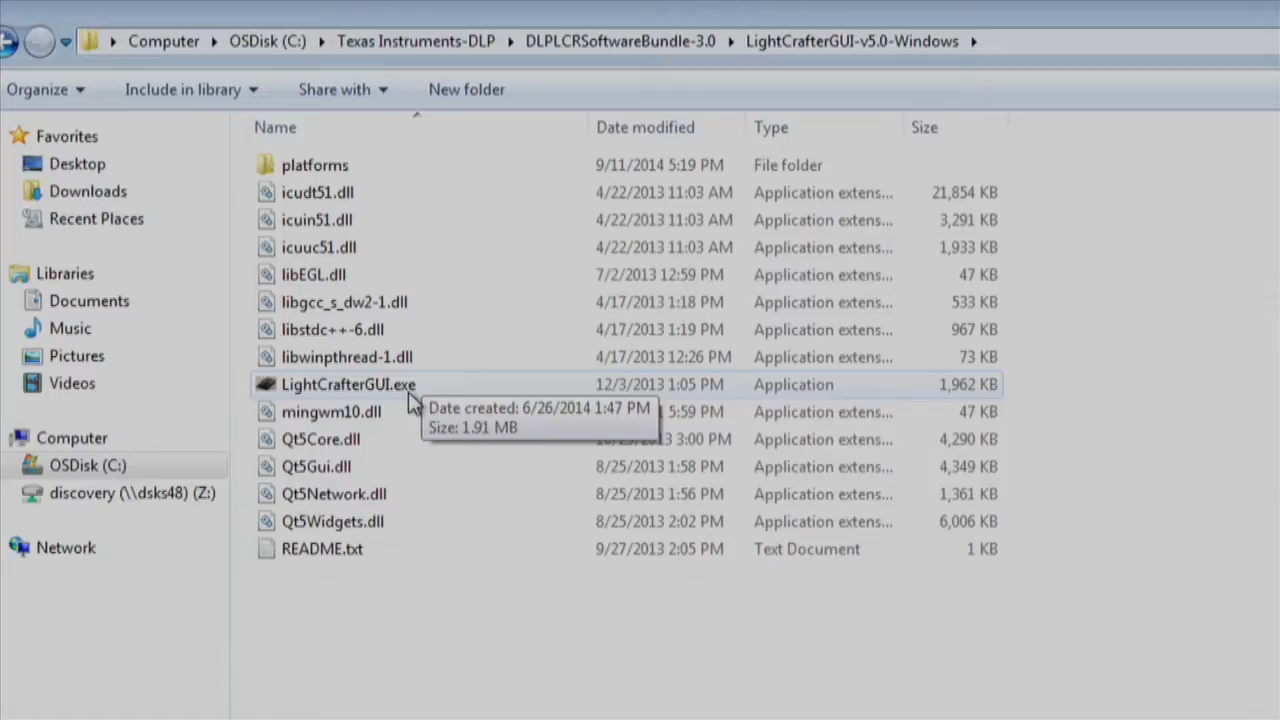 Computer OSDisk (C:) Texas Instruments-DLP DLPLCRSoftwareBundle-3.0 LightCrafterGUI-v5.0-Windows
Organize Include in library Share with New folder
Favorites
Desktop
Downloads
Recent Places
Libraries
Documents
Music
Pictures
Videos
Computer
OSDisk (C:)
discovery (\\dsks48) (Z:)
Network
Name Date modified Type Size
platforms 9/11/2014 5:19 PM File folder
icudt51.dll 4/22/2013 11:03 AM Application extens... 21,854 KB
icuin51.dll 4/22/2013 11:03 AM Application extens... 3,291 KB
icuuc51.dll 4/22/2013 11:03 AM Application extens... 1,933 KB
libEGL.dll 7/2/2013 12:59 PM Application extens... 47 KB
libgcc_s_dw2-1.dll 4/17/2013 1:18 PM Application extens... 533 KB
libstdc++-6.dll 4/17/2013 1:19 PM Application extens... 967 KB
libwinpthread-1.dll 4/17/2013 12:26 PM Application extens... 73 KB
LightCrafterGUI.exe 12/3/2013 1:05 PM Application 1,962 KB
Date created: 6/26/2014 1:47 PM
Size: 1.91 MB
mingwm10.dll 5:59 PM Application extens... 47 KB
Qt5Core.dll 3:00 PM Application extens... 4,290 KB
Qt5Gui.dll 8/25/2013 1:58 PM Application extens... 4,349 KB
Qt5Network.dll 8/25/2013 1:56 PM Application extens... 1,361 KB
Qt5Widgets.dll 8/25/2013 2:02 PM Application extens... 6,006 KB
README.txt 9/27/2013 2:05 PM Text Document 1 KB